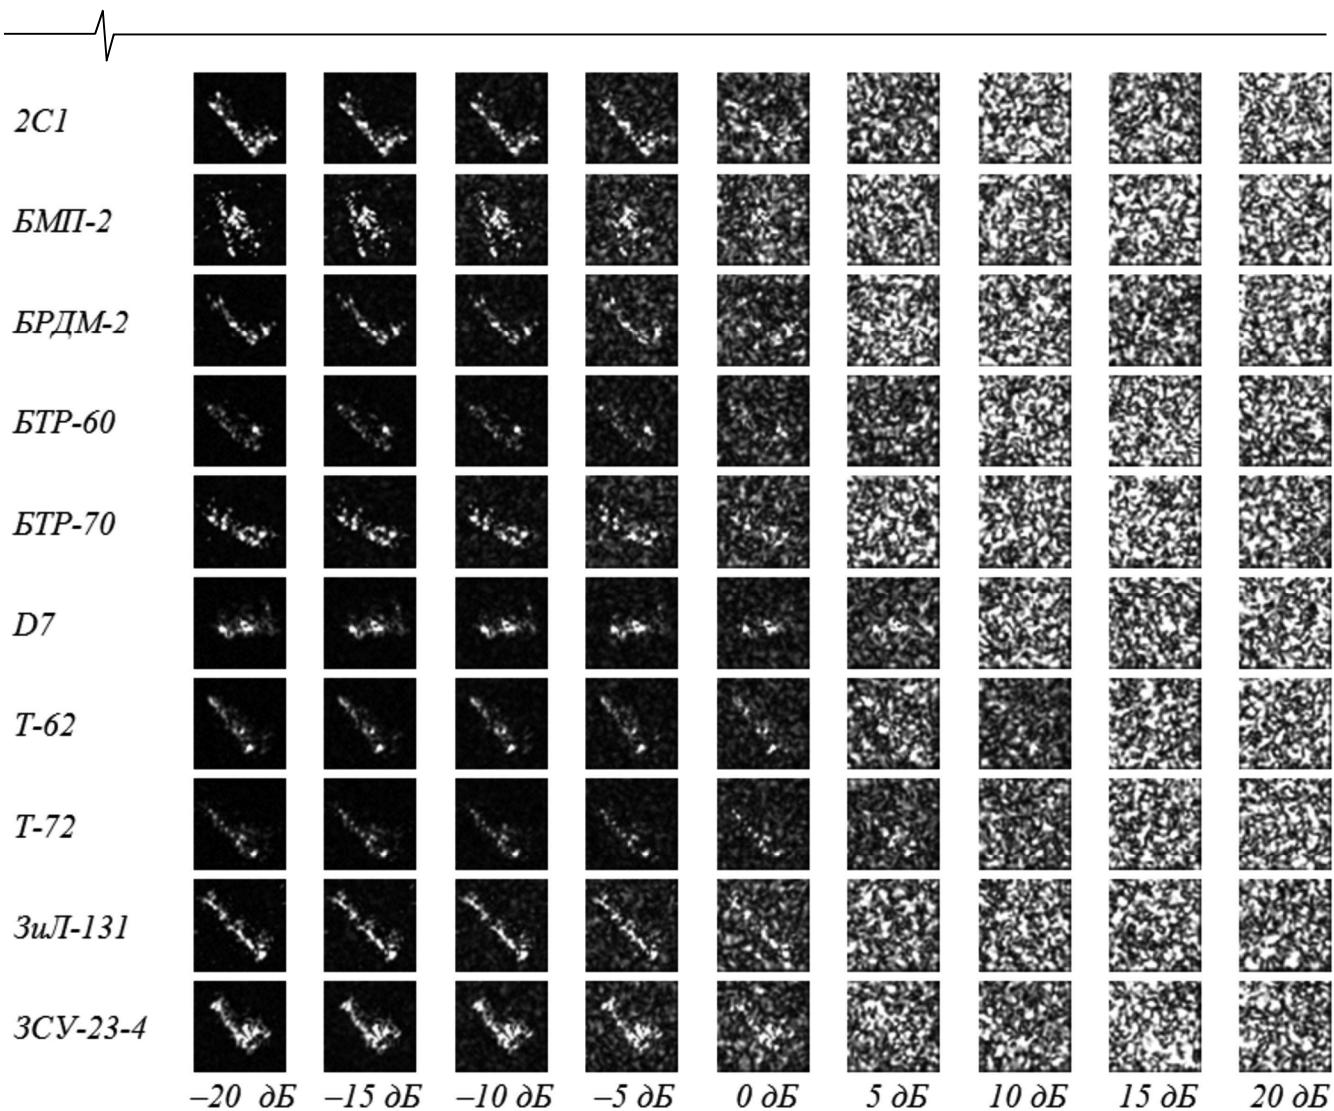 2С1
БМП-2
БРДМ-2
БТР-60
БТР-70
D7
Т-62
Т-72
ЗиЛ-131
ЗСУ-23-4
–20 дБ –15 дБ –10 дБ –5 дБ 0 дБ 5 дБ 10 дБ 15 дБ 20 дБ